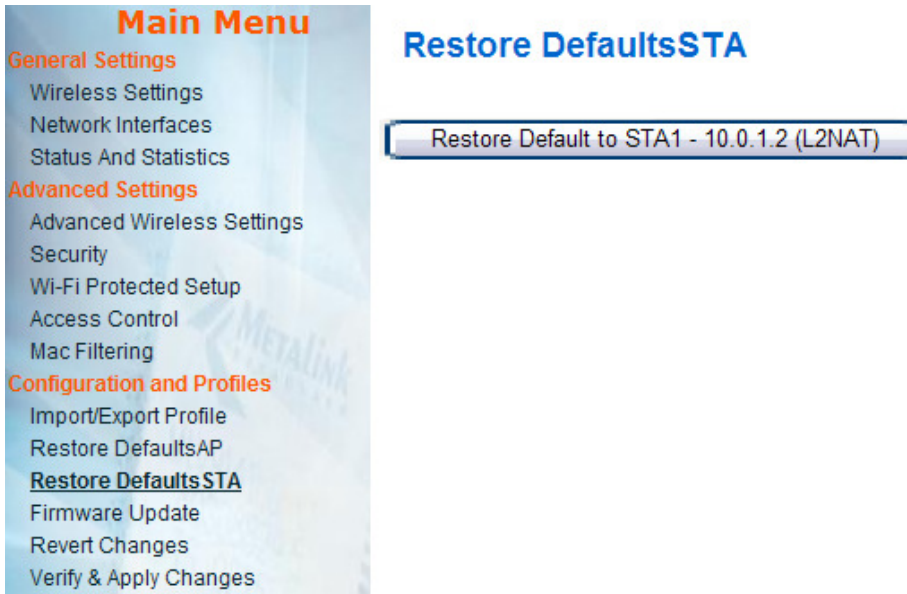 Main Menu
General Settings
Wireless Settings
Network Interfaces
Status And Statistics
Advanced Settings
Advanced Wireless Settings
Security
Wi-Fi Protected Setup
Access Control
Mac Filtering
Configuration and Profiles
Import/Export Profile
Restore DefaultsAP
Restore DefaultsSTA
Firmware Update
Revert Changes
Verify & Apply Changes
Restore DefaultsSTA
Restore Default to STA1 - 10.0.1.2 (L2NAT)
METALINK